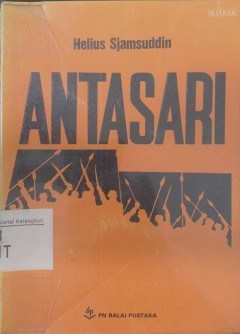 SEJARAH
Helius Sjamsuddin
ANTASARI
PN BALAI PUSTAKA